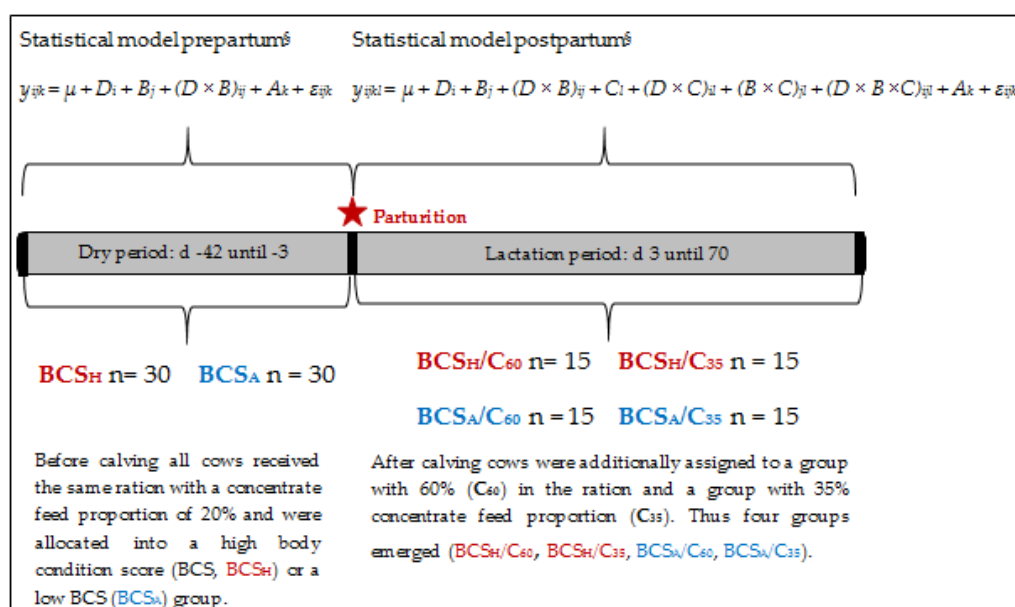 Statistical model prepartum§ Statistical model postpartum§
yijk = μ + Di + Bj + (D × B)ij + Ak + εijk yijkl = μ + Di + Bj + (D × B)ij + Cl + (D × C)il + (B × C)jl + (D × B ×C)ijl + Ak + εijk
Parturition
Dry period: d -42 until -3 Lactation period: d 3 until 70
BCSH n= 30 BCSA n = 30
BCSH/C60 n= 15 BCSH/C35 n = 15
BCSA/C60 n = 15 BCSA/C35 n = 15
Before calving all cows received
the same ration with a concentrate
feed proportion of 20% and were
allocated into a high body
condition score (BCS, BCSH) or a
low BCS (BCSA) group.
After calving cows were additionally assigned to a group
with 60% (C60) in the ration and a group with 35%
concentrate feed proportion (C35). Thus four groups
emerged (BCSH/C60, BCSH/C35, BCSA/C60, BCSA/C35).